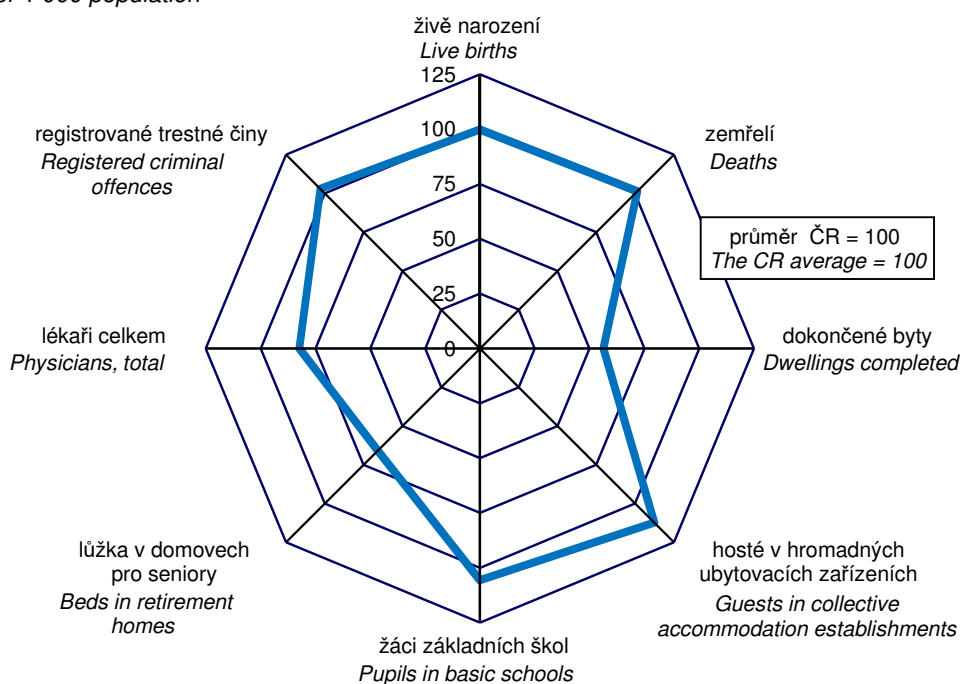 1 000 population
živě narození
Live births
125
registrované trestné činy
Registered criminal
offences
100
zemřelí
Deaths
75
průměr ČR = 100
The CR average = 100
50
25
lékaři celkem
Physicians, total
0
dokončené byty
Dwellings completed
lůžka v domovech
pro seniory
Beds in retirement
homes
hosté v hromadných
ubytovacích zařízeních
Guests in collective
accommodation establishments
žáci základních škol
Pupils in basic schools